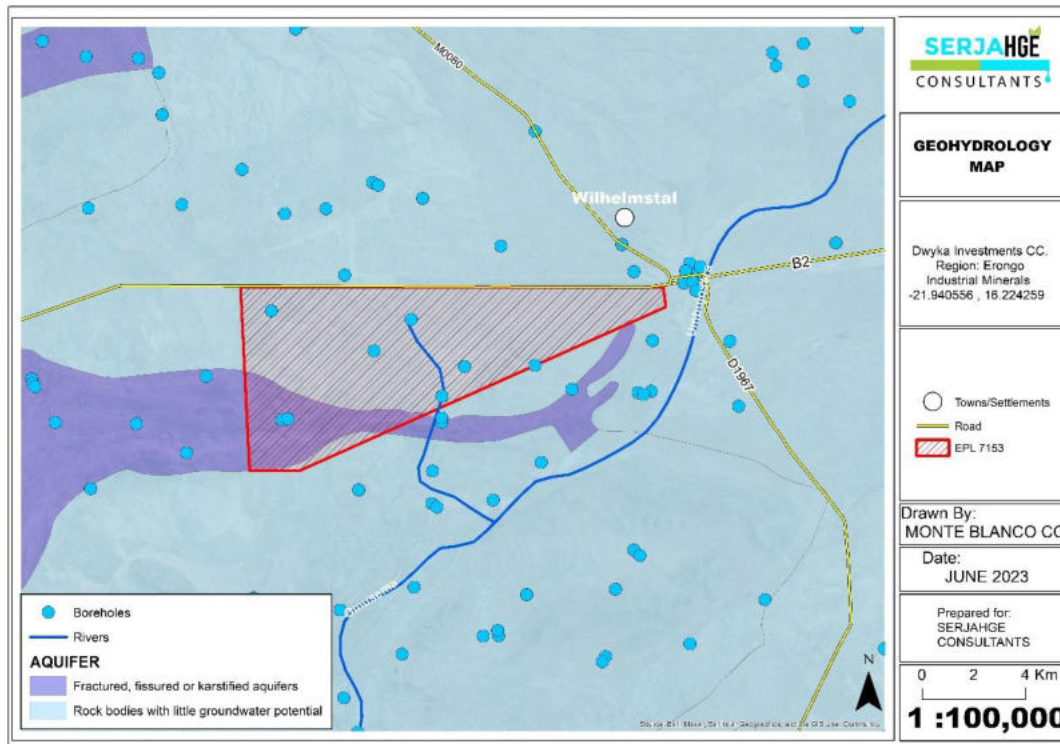 M0080
Wilhelmstal
B2
D1967
Boreholes
Rivers
AQUIFER
Fractured, fissured or karstified aquifers
Rock bodies with little groundwater potential
N
SERJAHGE
CONSULTANTS
GEOHYDROLOGY
MAP
Dwyka Investments CC.
Region: Erongo
Industrial Minerals
-21.940556 , 16.224259
Towns/Settlements
Road
EPL 7153
Drawn By:
MONTE BLANCO CC
Date:
JUNE 2023
Prepared for:
SERJAHGE
CONSULTANTS
0 2 4 Km
1 :100,000